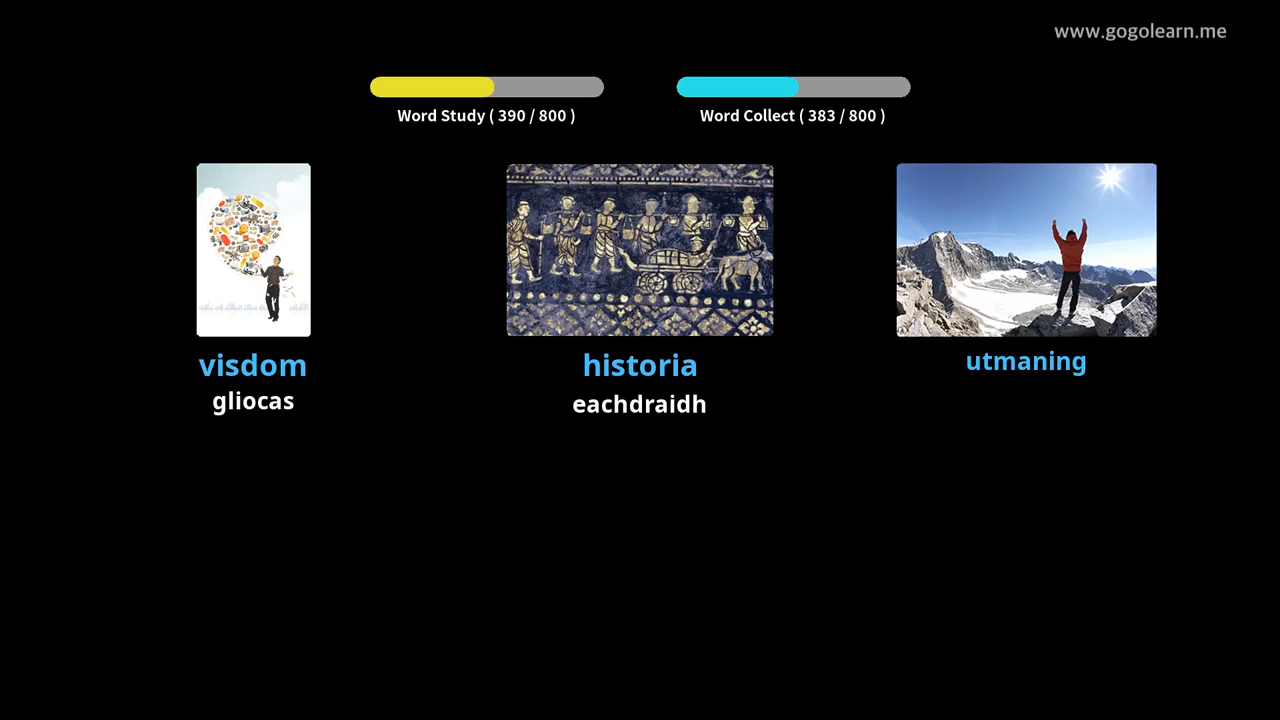 www.gogolearn.me
Word Study ( 390 / 800 )
Word Collect ( 383 / 800 )
visdom
gliocas
historia
eachdraidh
utmaning